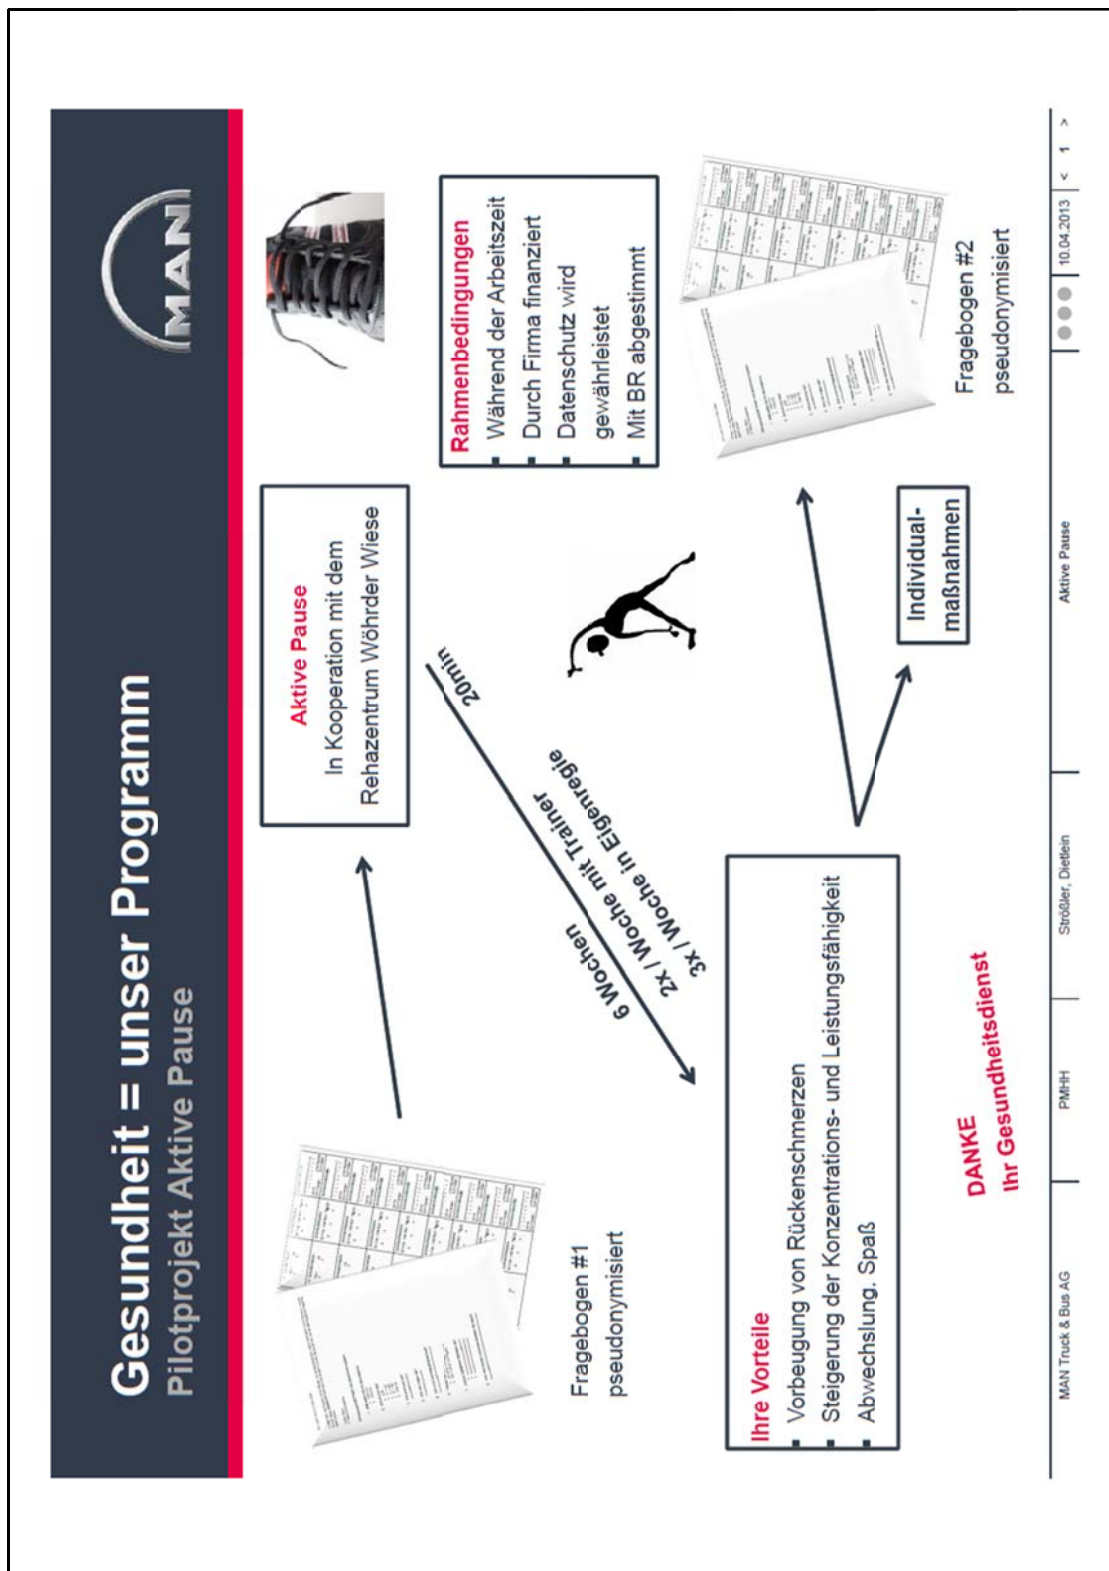 Gesundheit = unser Programm
Pilotprojekt Aktive Pause
MAN
Fragebogen #1
pseudonymisiert
Aktive Pause
In Kooperation mit dem
Rehazentrum Wöhrder Wiese
Rahmenbedingungen
Während der Arbeitszeit
Durch Firma finanziert
Datenschutz wird
gewährleistet
Mit BR abgestimmt
20min
6 Wochen
2x / Woche mit Trainer
3x / Woche in Eigenregie
Ihre Vorteile
Vorbeugung von Rückenschmerzen
Steigerung der Konzentrations- und Leistungsfähigkeit
Abwechslung. Spaß
Individual-
maßnahmen
Fragebogen #2
pseudonymisiert
DANKE
Ihr Gesundheitsdienst
MAN Truck & Bus AG
PMHH
Strößler, Dietlein
Aktive Pause
10.04.2013
< 1 >